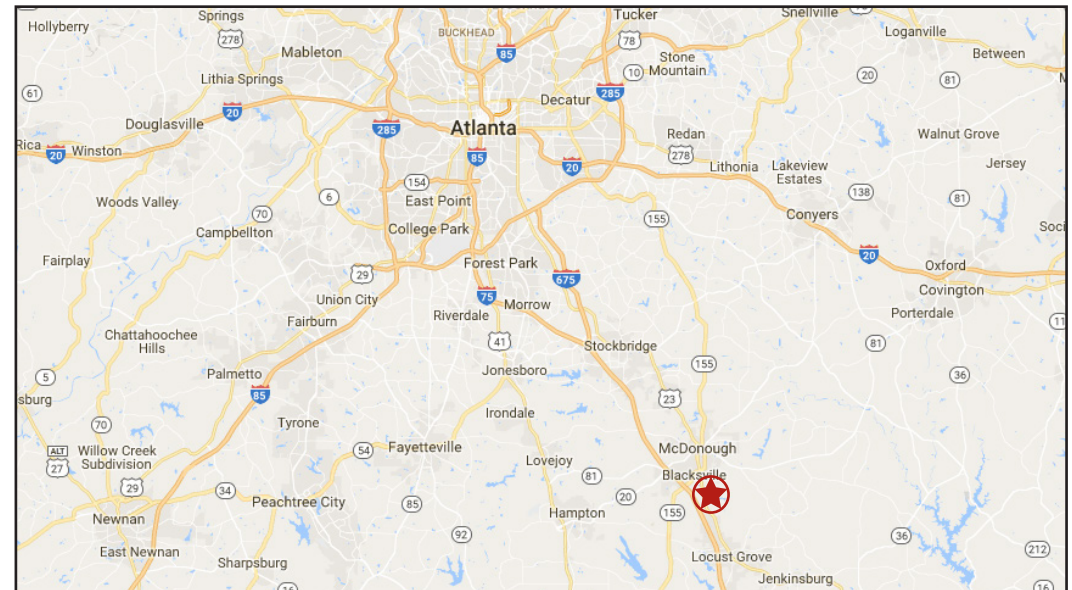 Springs
Tucker
Snellville
Hollyberry
278
BUCKHEAD
78
Loganville
Mableton
85
Stone
Mountain
Between
Lithia Springs
10
20
81
61
285
Decatur
20
Douglasville
285
Atlanta
Redan
Walnut Grove
Rica
20
Winston
85
278
20
Lithonia
Lakeview
Estates
Jersey
154
6
East Point
138
81
Woods Valley
70
155
Conyers
Campbellton
College Park
Soci
20
Fairplay
29
Forest Park
675
Oxford
Covington
Union City
75
Morrow
Porterdale
Riverdale
11
Fairburn
Chattahoochee
Hills
41
Stockbridge
81
155
Jonesboro
5
Palmetto
36
85
sburg
23
Irondale
Tyrone
70
54
Fayetteville
McDonough
ALT
27
Willow Creek
Subdivision
Lovejoy
81
Blacksville
29
34
Peachtree City
85
20
Hampton
155
Newnan
92
36
East Newnan
Sharpsburg
Locust Grove
212
Jenkinsburg
16
16